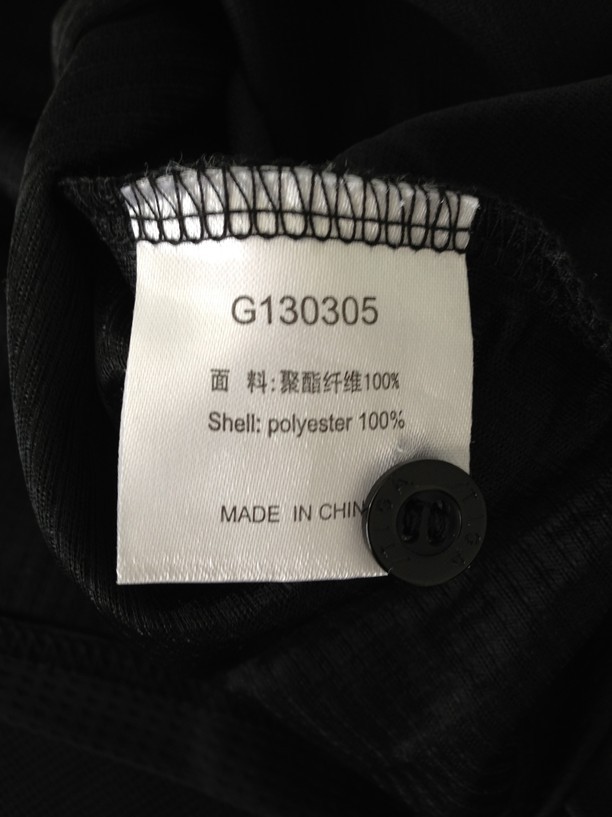 G130305
面 料:聚酯纤维100%
Shell: polyester 100%
MADE IN CHIN